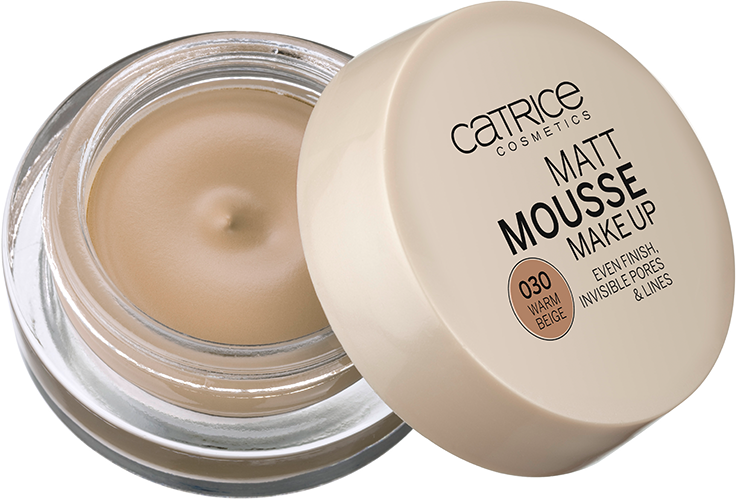 CATRICE
COSMETICS
MATT
MOUSSE
MAKE UP
EVEN FINISH,
INVISIBLE PORES
& LINES
030
WARM
BEIGE